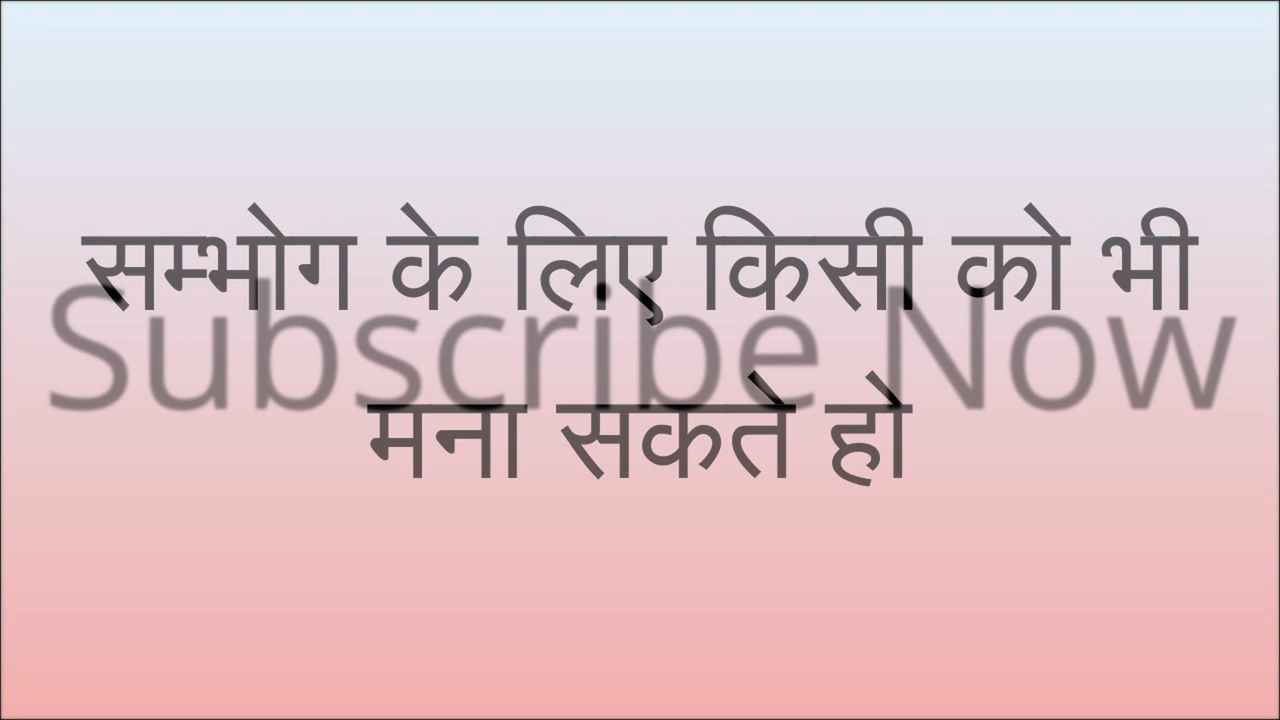 सम्भोग के लिए किसी को भी
Subscribe Now
मना सकते हो